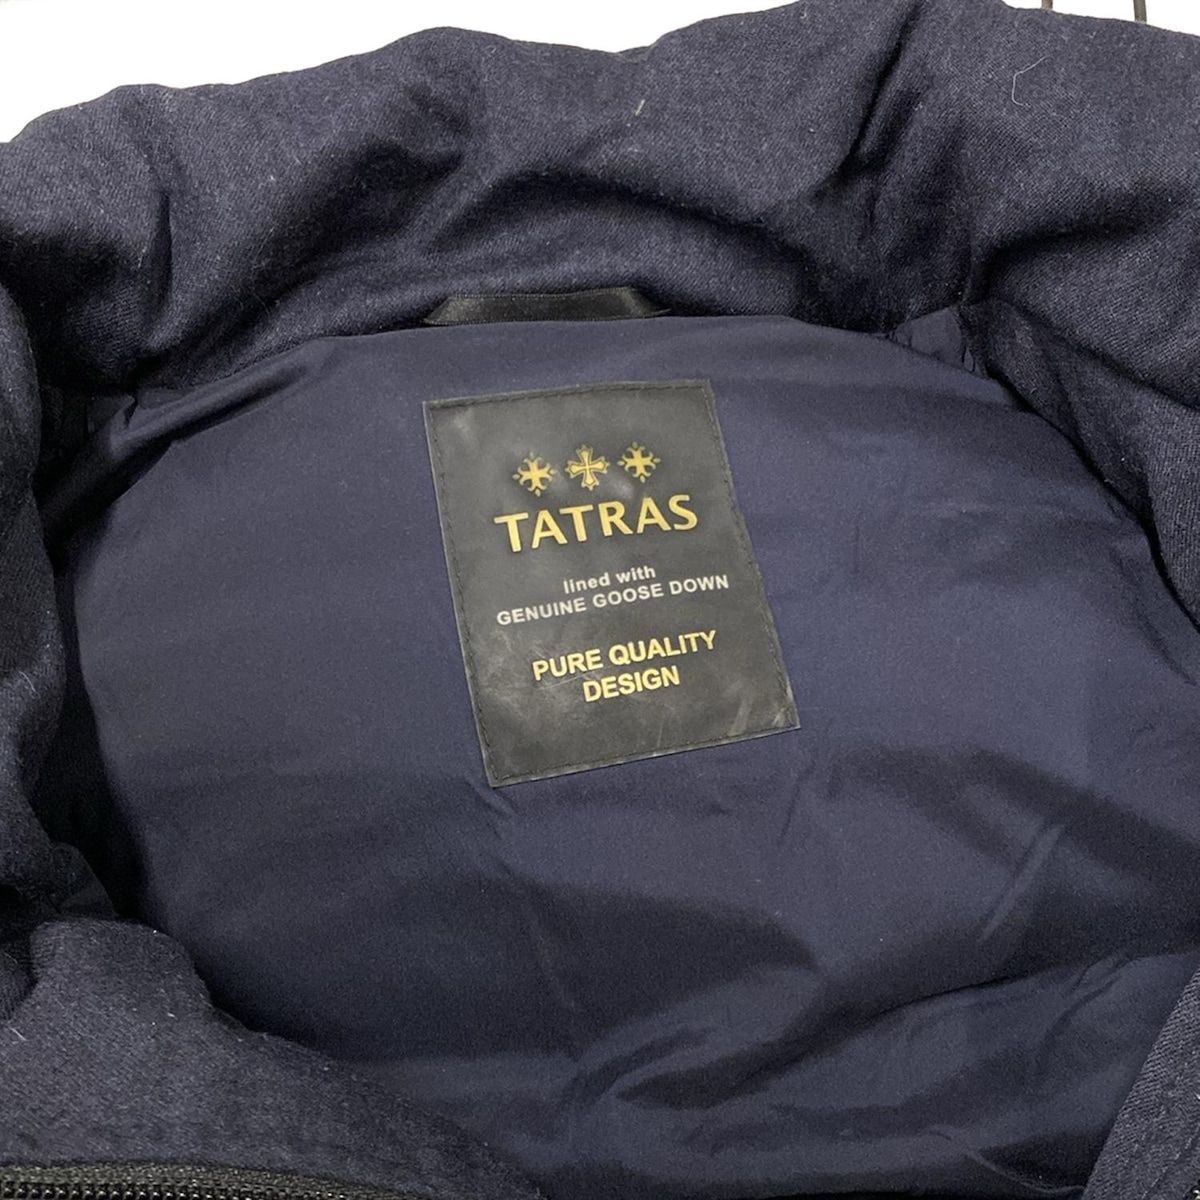 TATRAS
lined with
GENUINE GOOSE DOWN
PURE QUALITY
DESIGN